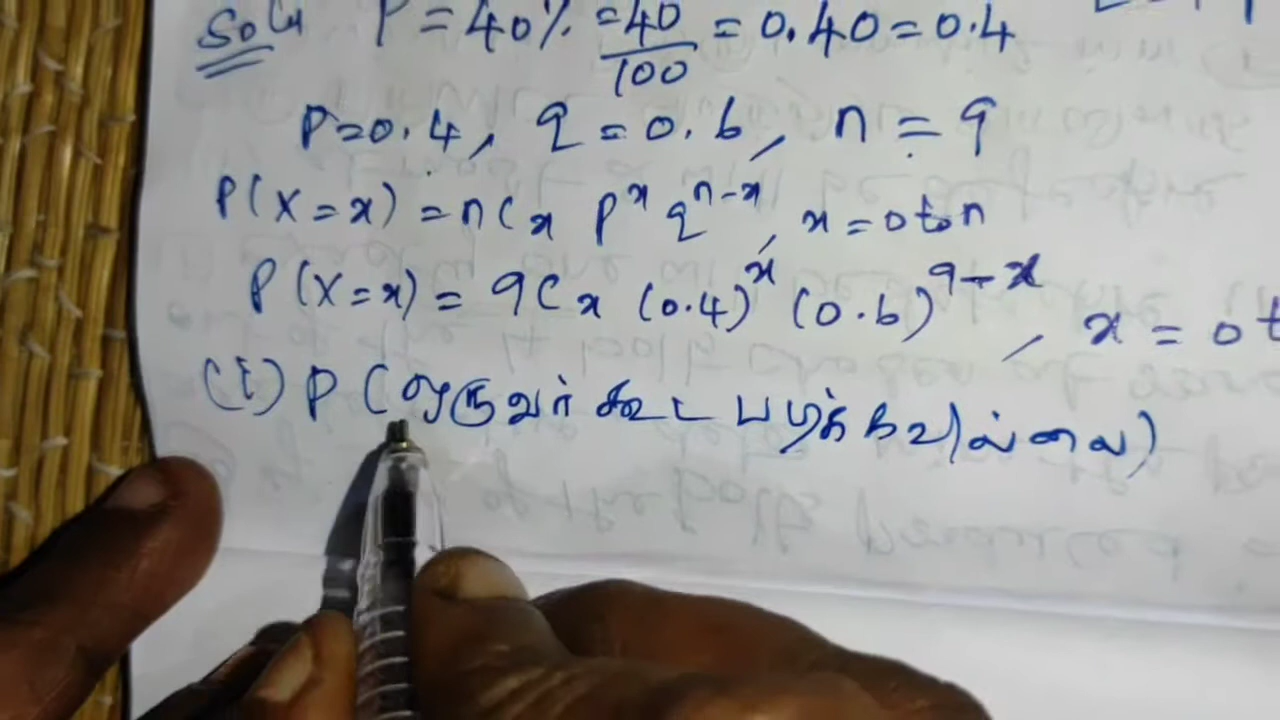 Soln P = 40% = 40/100 = 0.40 = 0.4
P=0.4, q = 0.6, n = 9
P(X=x) = nCx p^x q^n-x, x = 0 to n
P(X=x) = 9Cx (0.4)^x (0.6)^9-x, x = 0 t
(i) P (ஒருவர் கூட பழக்கவில்லை)